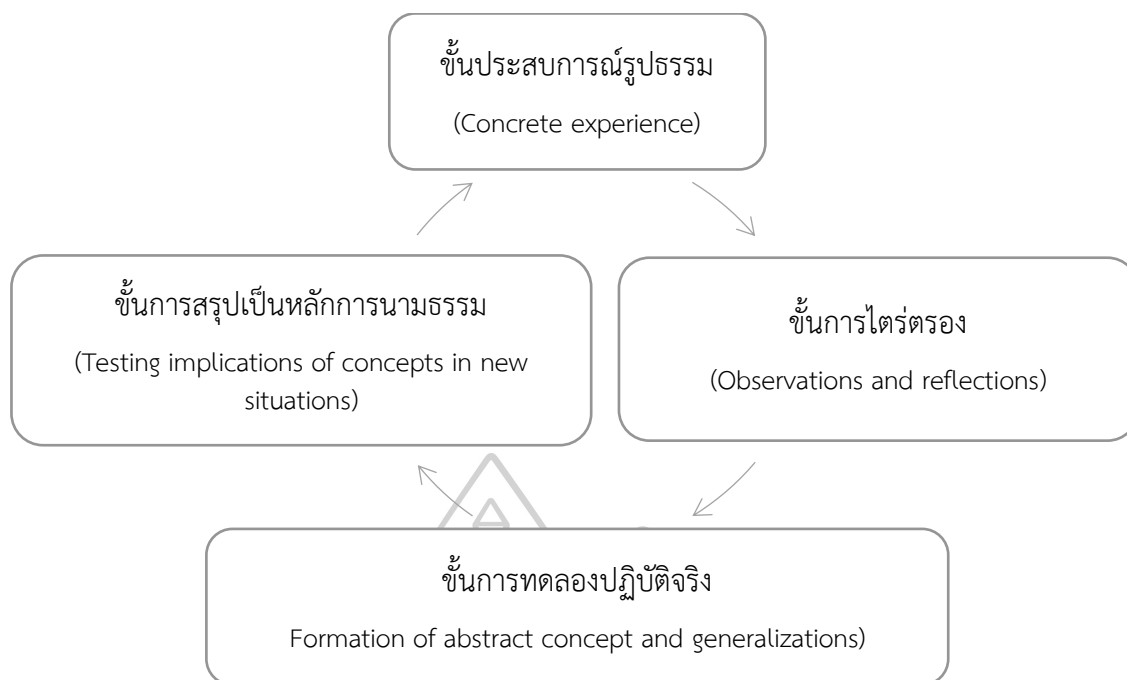 ขั้นประสบการณ์รูปธรรม
(Concrete experience)
ขั้นการสรุปเป็นหลักการนามธรรม
(Testing implications of concepts in new
situations)
ขั้นการไตร่ตรอง
(Observations and reflections)
ขั้นการทดลองปฏิบัติจริง
Formation of abstract concept and generalizations)